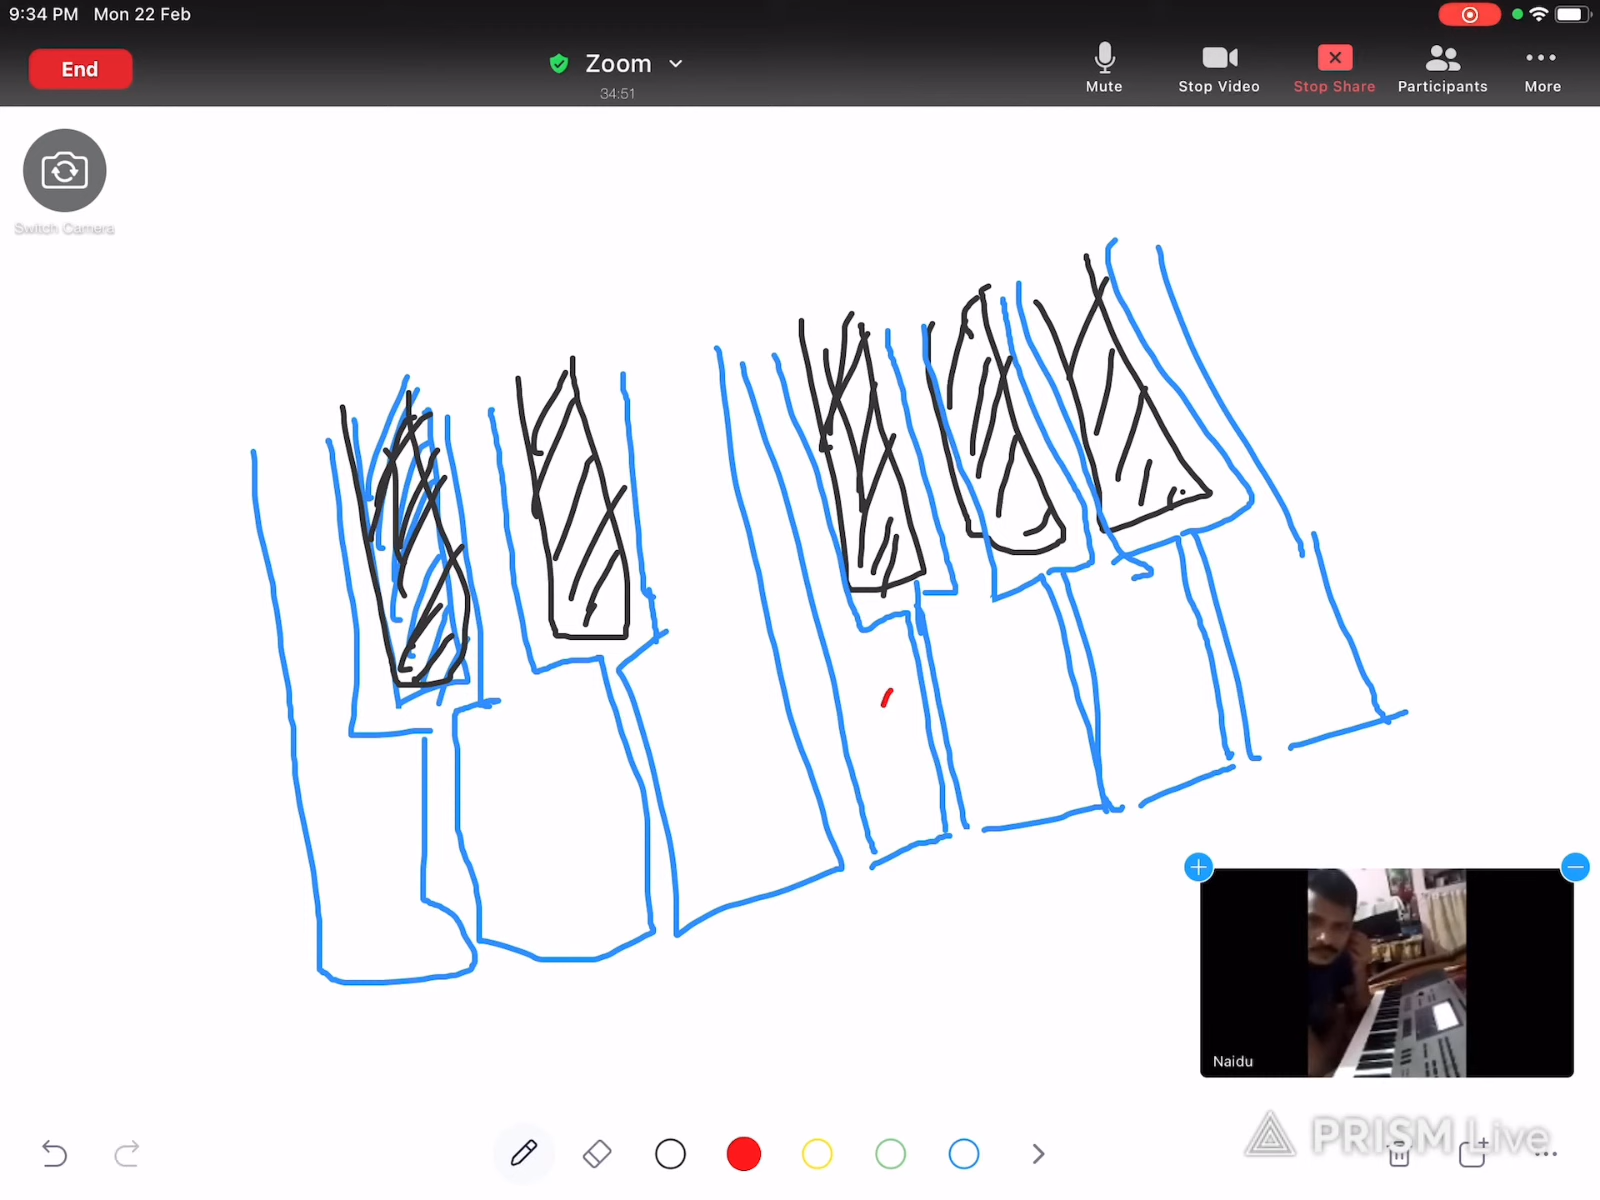 9:34 PM Mon 22 Feb
End
Zoom
34:51
Mute
Stop Video
Stop Share
Participants
More
Switch Camera
Naidu
PRISM Live